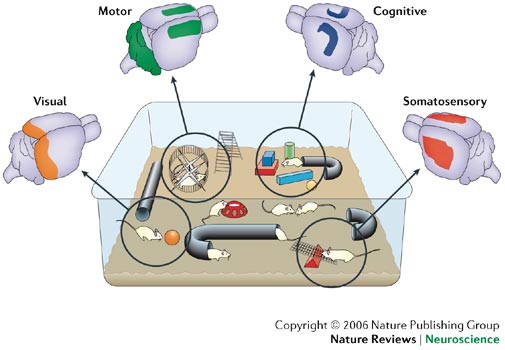 Motor
Cognitive
Visual
Somatosensory
Copyright © 2006 Nature Publishing Group
Nature Reviews | Neuroscience